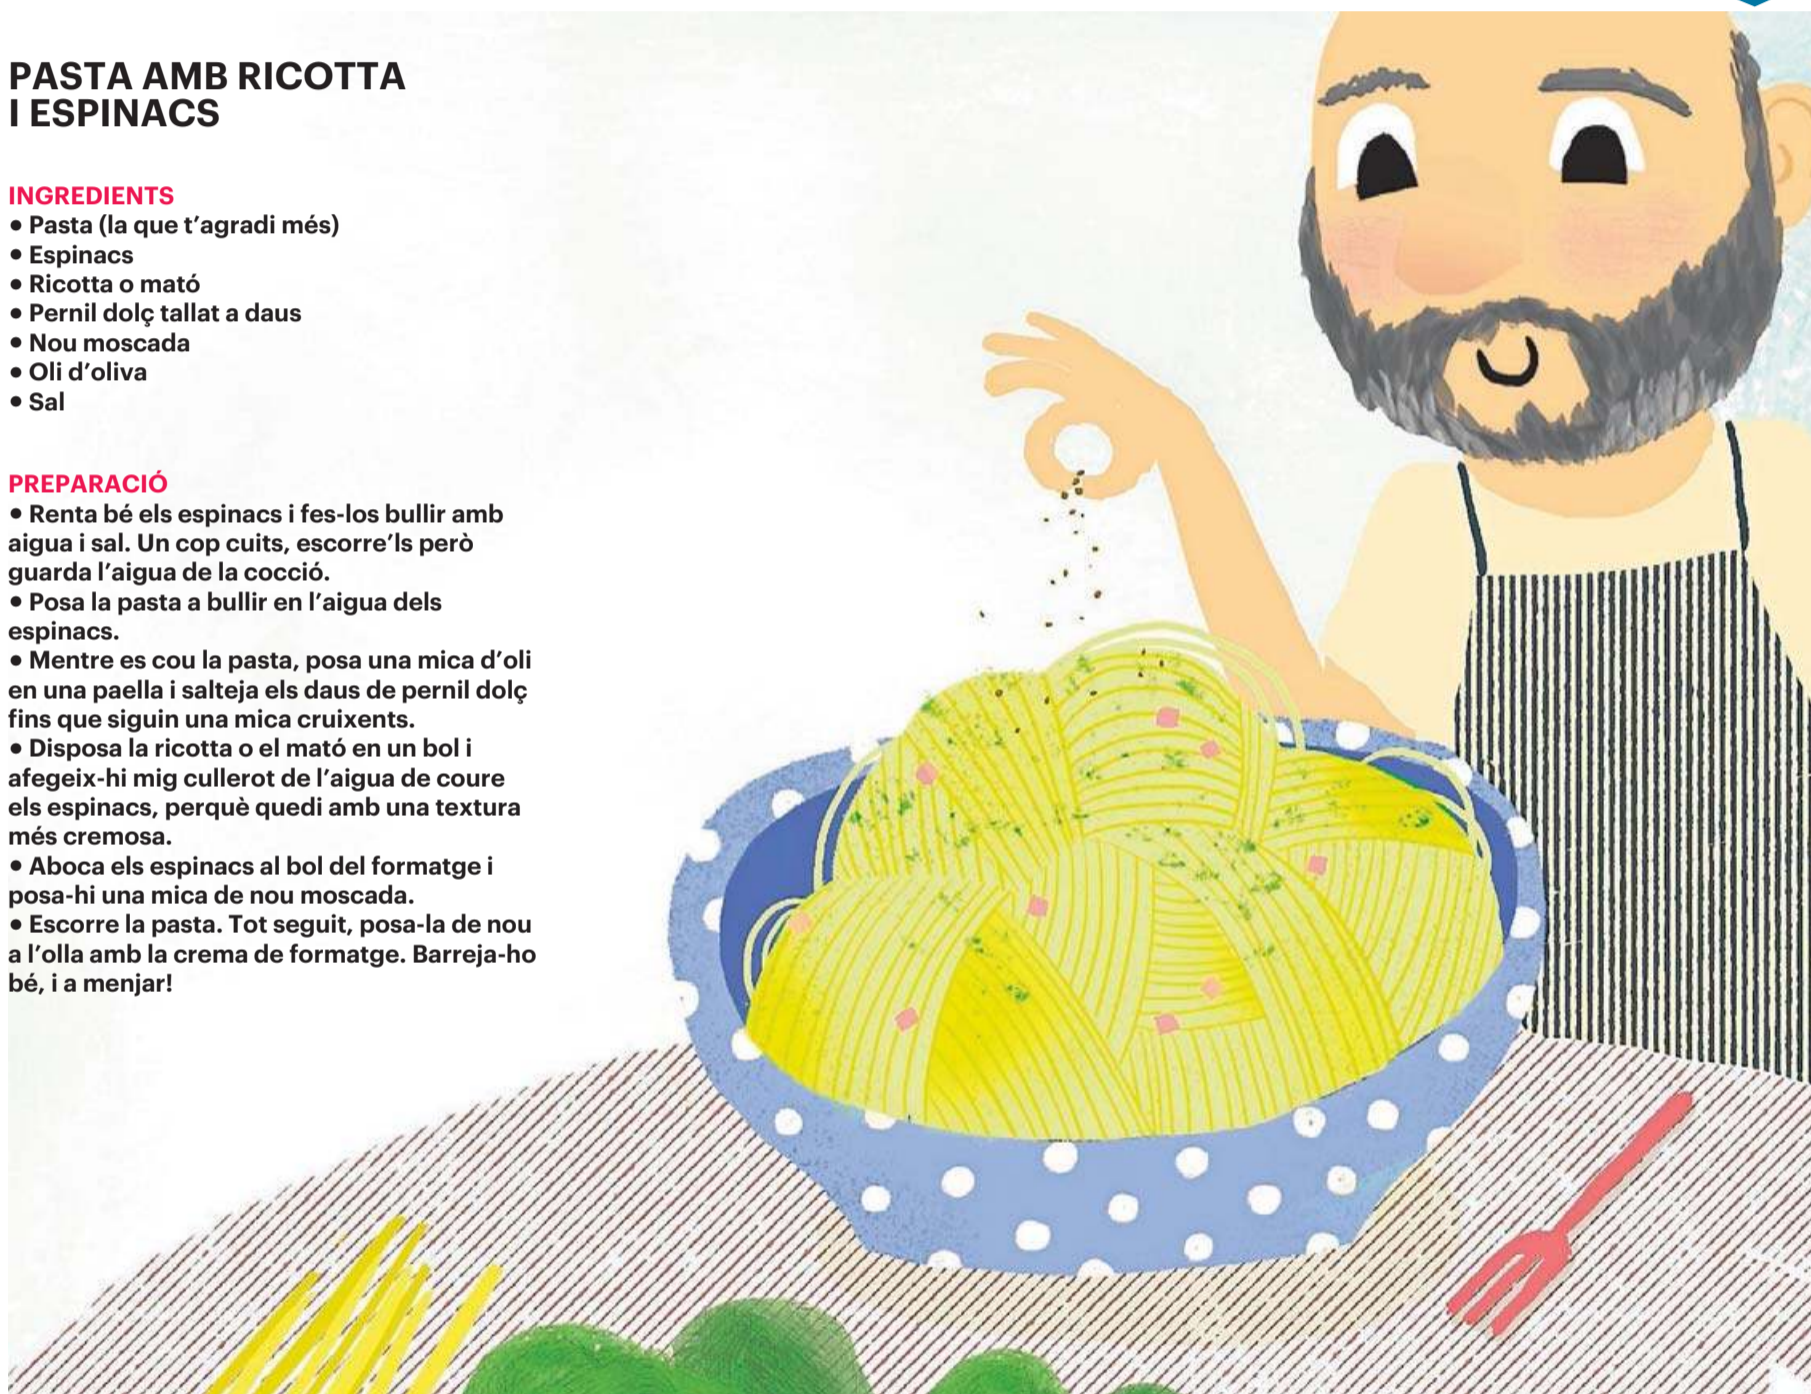 PASTA AMB RICOTTA
I ESPINACS
INGREDIENTS
• Pasta (la que t’agradi més)
• Espinacs
• Ricotta o mató
• Pernil dolç tallat a daus
• Nou moscada
• Oli d’oliva
• Sal
PREPARACIÓ
• Renta bé els espinacs i fes-los bullir amb
aigua i sal. Un cop cuits, escorre’ls però
guarda l’aigua de la cocció.
• Posa la pasta a bullir en l’aigua dels
espinacs.
• Mentre es cou la pasta, posa una mica d’oli
en una paella i salteja els daus de pernil dolç
fins que siguin una mica cruixents.
• Disposa la ricotta o el mató en un bol i
afegeix-hi mig cullerot de l’aigua de coure
els espinacs, perquè quedi amb una textura
més cremosa.
• Aboca els espinacs al bol del formatge i
posa-hi una mica de nou moscada.
• Escorre la pasta. Tot seguit, posa-la de nou
a l’olla amb la crema de formatge. Barreja-ho
bé, i a menjar!